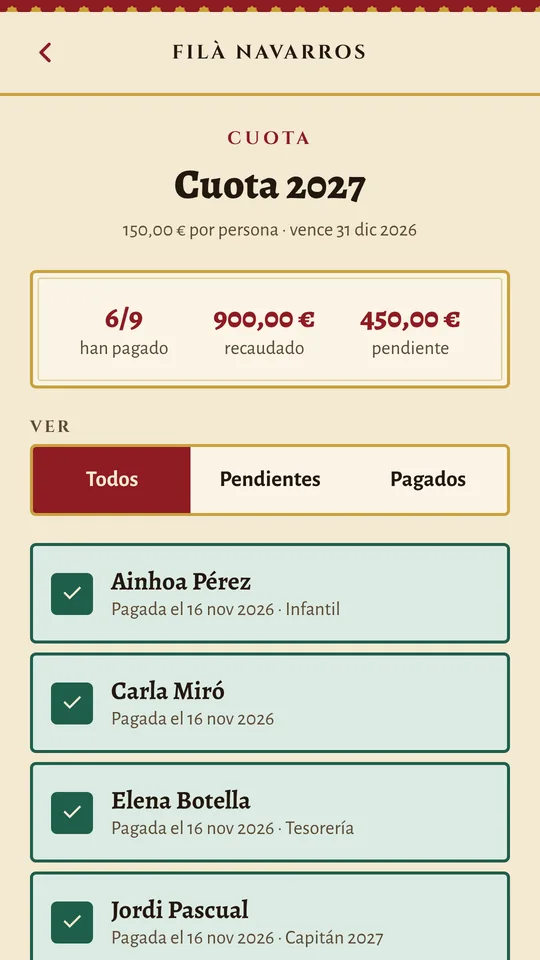 FILÀ NAVARROS
CUOTA
Cuota 2027
150,00 € por persona · vence 31 dic 2026
6/9 900,00 € 450,00 €
han pagado recaudado pendiente
VER
Todos Pendientes Pagados
Ainhoa Pérez
Pagada el 16 nov 2026 · Infantil
Carla Miró
Pagada el 16 nov 2026
Elena Botella
Pagada el 16 nov 2026 · Tesorería
Jordi Pascual
Pagada el 16 nov 2026 · Capitán 2027